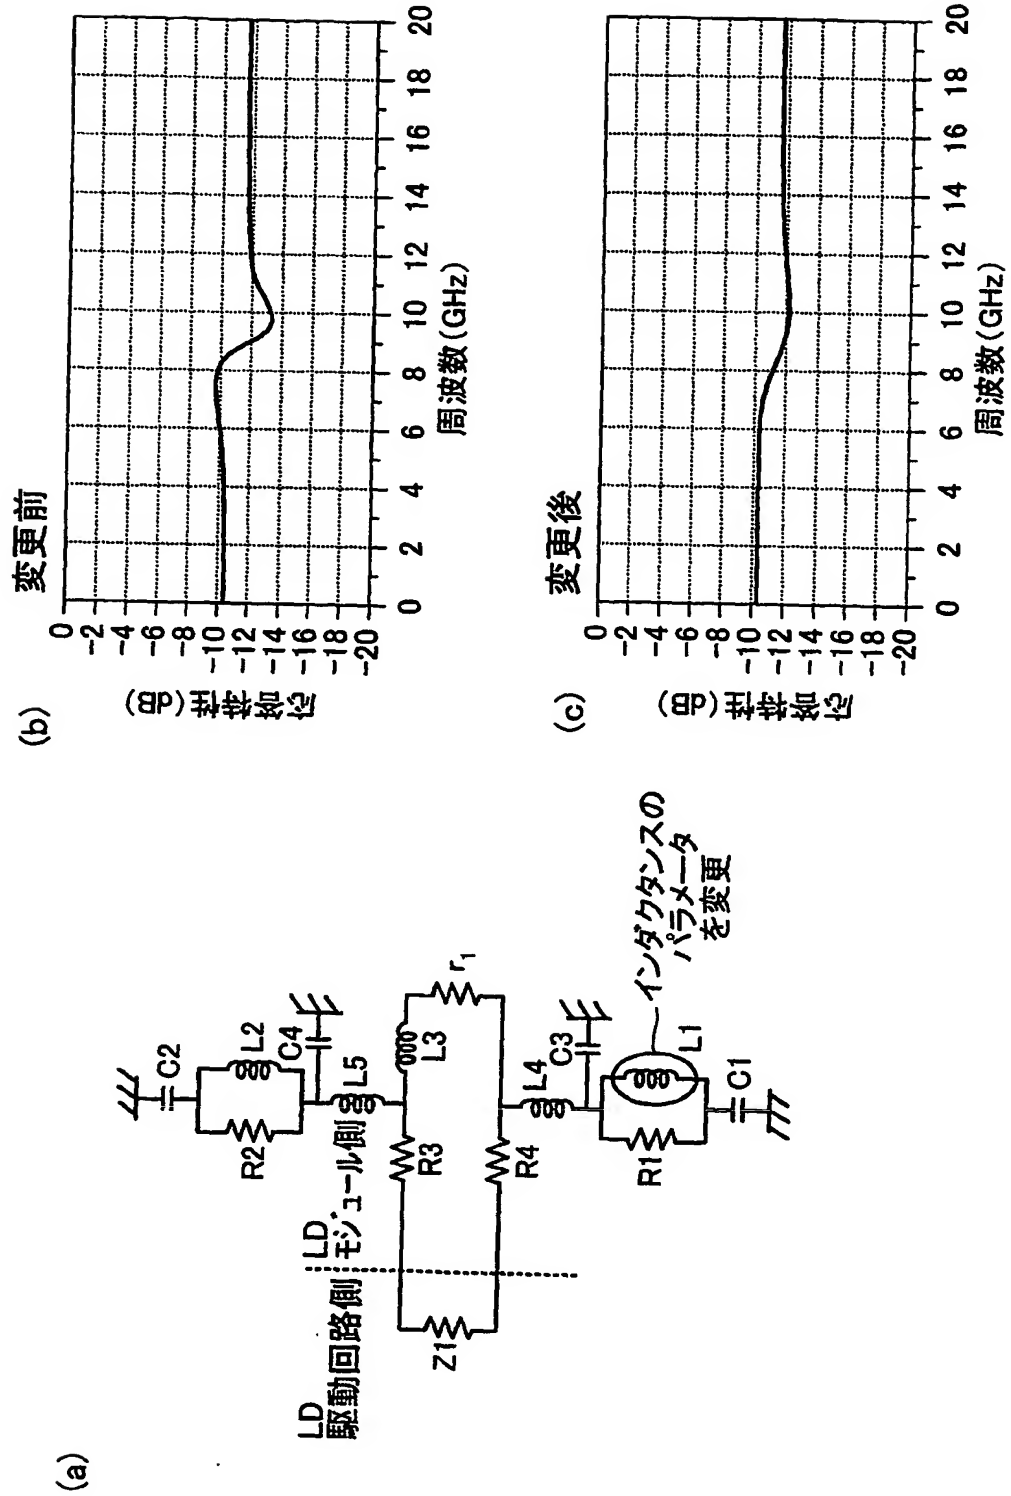 (a)
LD
駆動回路側
LD
モジュール側
Z1
R3
R4
L3
r1
L5
C4
R2
L2
C2
L4
C3
R1
L1
C1
インダクタンスの
パラメータ
を変更
(b)
変更前
応答特性(dB)
0
-2
-4
-6
-8
-10
-12
-14
-16
-18
-20
0 2 4 6 8 10 12 14 16 18 20
周波数(GHz)
(c)
変更後
応答特性(dB)
0
-2
-4
-6
-8
-10
-12
-14
-16
-18
-20
0 2 4 6 8 10 12 14 16 18 20
周波数(GHz)